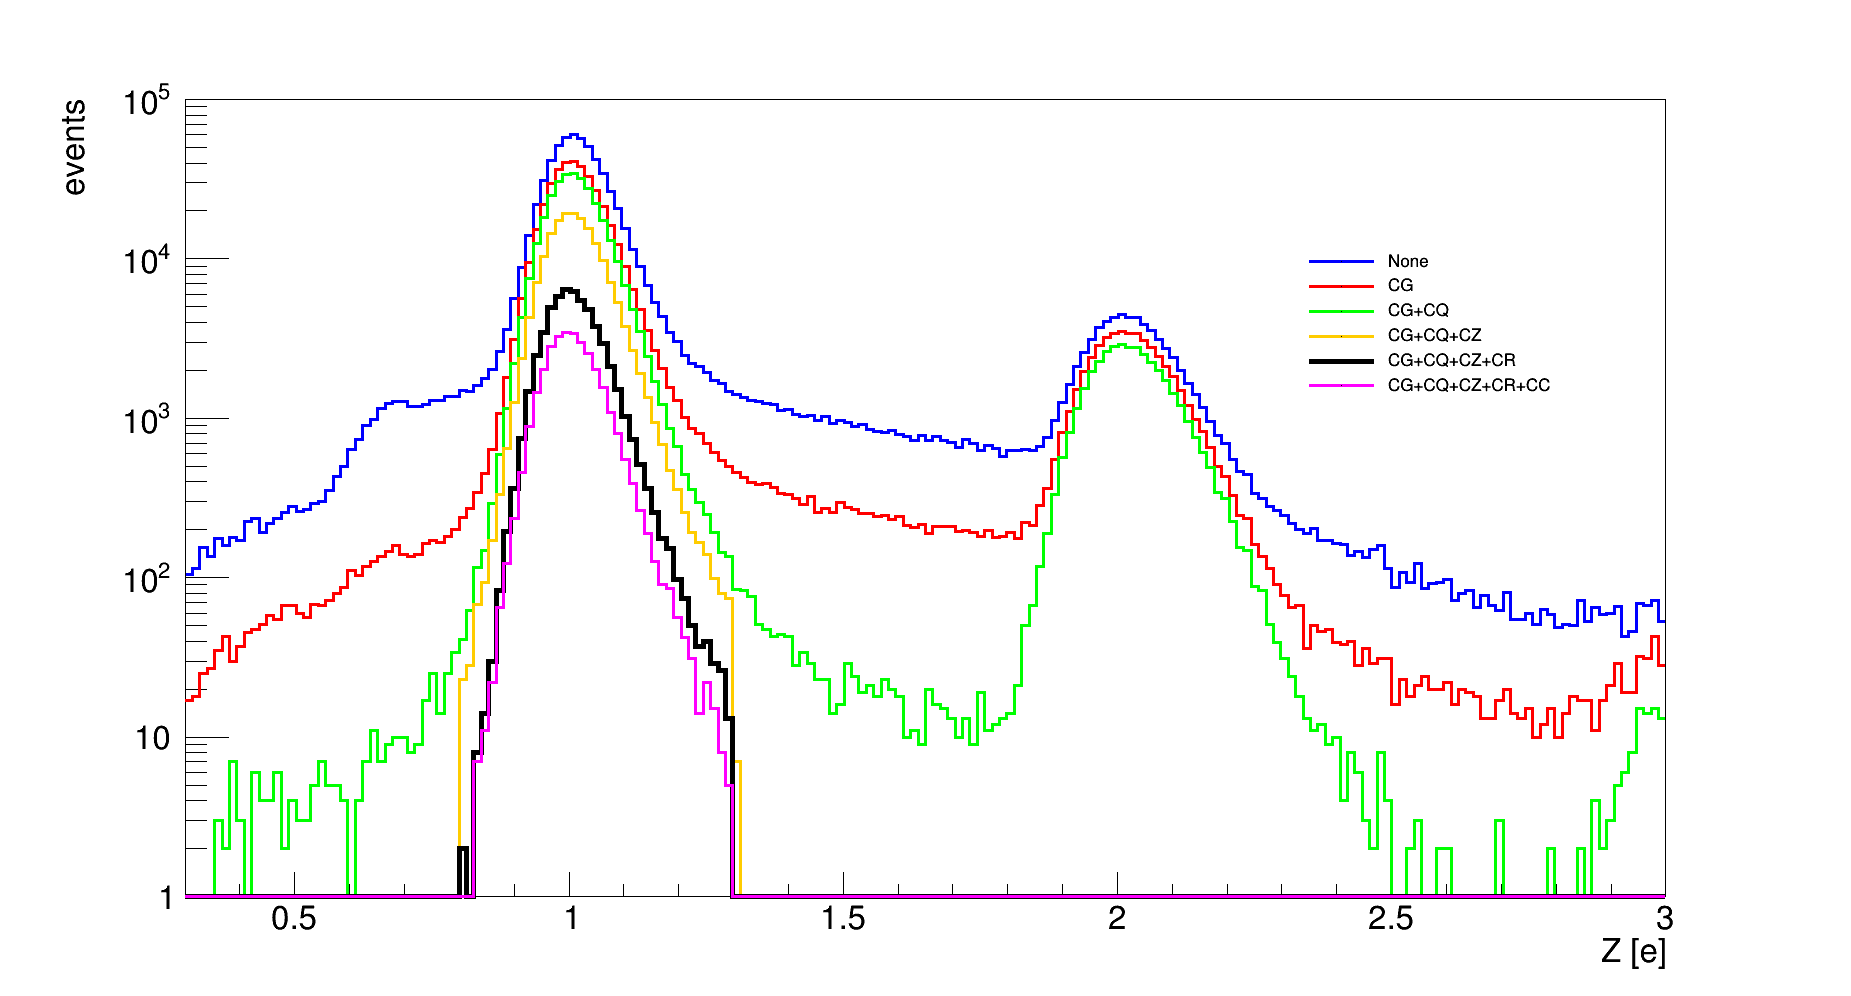 events
10^5
10^4
10^3
10^2
10
1
None
CG
CG+CQ
CG+CQ+CZ
CG+CQ+CZ+CR
CG+CQ+CZ+CR+CC
0.5 1 1.5 2 2.5 3
Z [e]